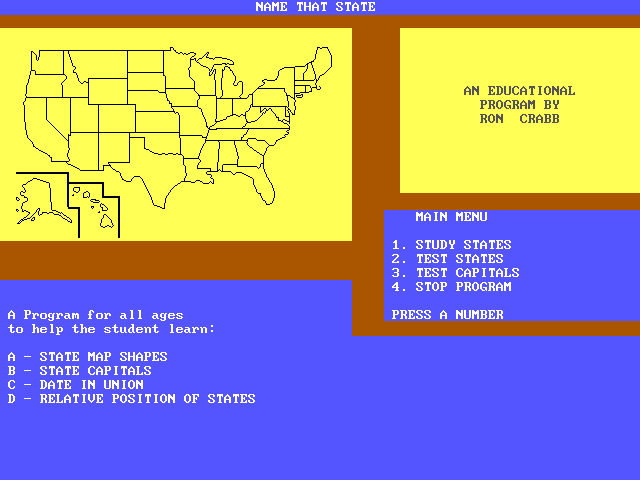 NAME THAT STATE
AN EDUCATIONAL
PROGRAM BY
RON CRABB
MAIN MENU
1. STUDY STATES
2. TEST STATES
3. TEST CAPITALS
4. STOP PROGRAM
PRESS A NUMBER
A Program for all ages
to help the student learn:
A - STATE MAP SHAPES
B - STATE CAPITALS
C - DATE IN UNION
D - RELATIVE POSITION OF STATES